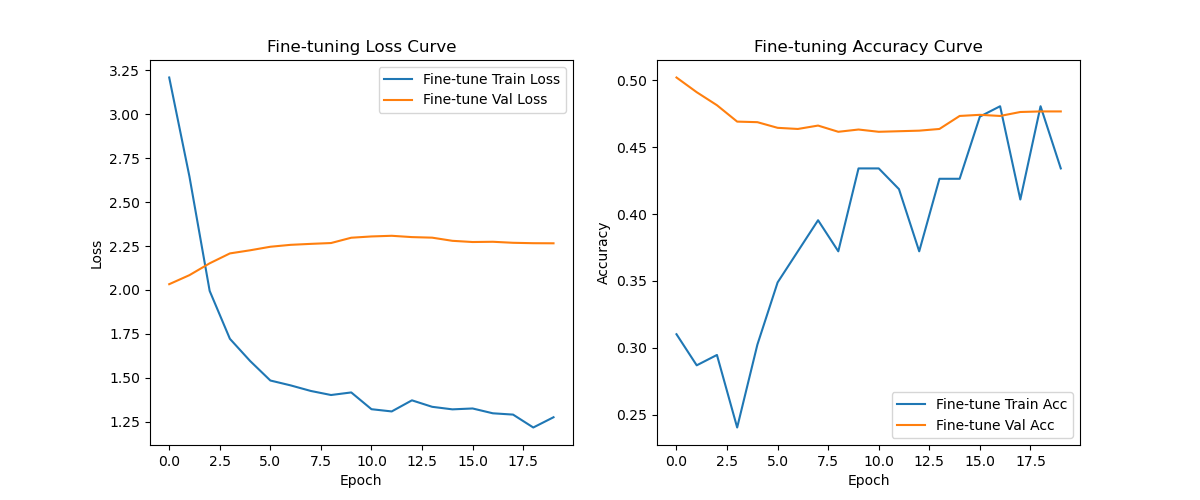 Fine-tuning Loss Curve
3.25
3.00
2.75
2.50
2.25
2.00
1.75
1.50
1.25
Loss
Fine-tune Train Loss
Fine-tune Val Loss
0.0 2.5 5.0 7.5 10.0 12.5 15.0 17.5
Epoch
Fine-tuning Accuracy Curve
0.50
0.45
0.40
0.35
0.30
0.25
Accuracy
Fine-tune Train Acc
Fine-tune Val Acc
0.0 2.5 5.0 7.5 10.0 12.5 15.0 17.5
Epoch